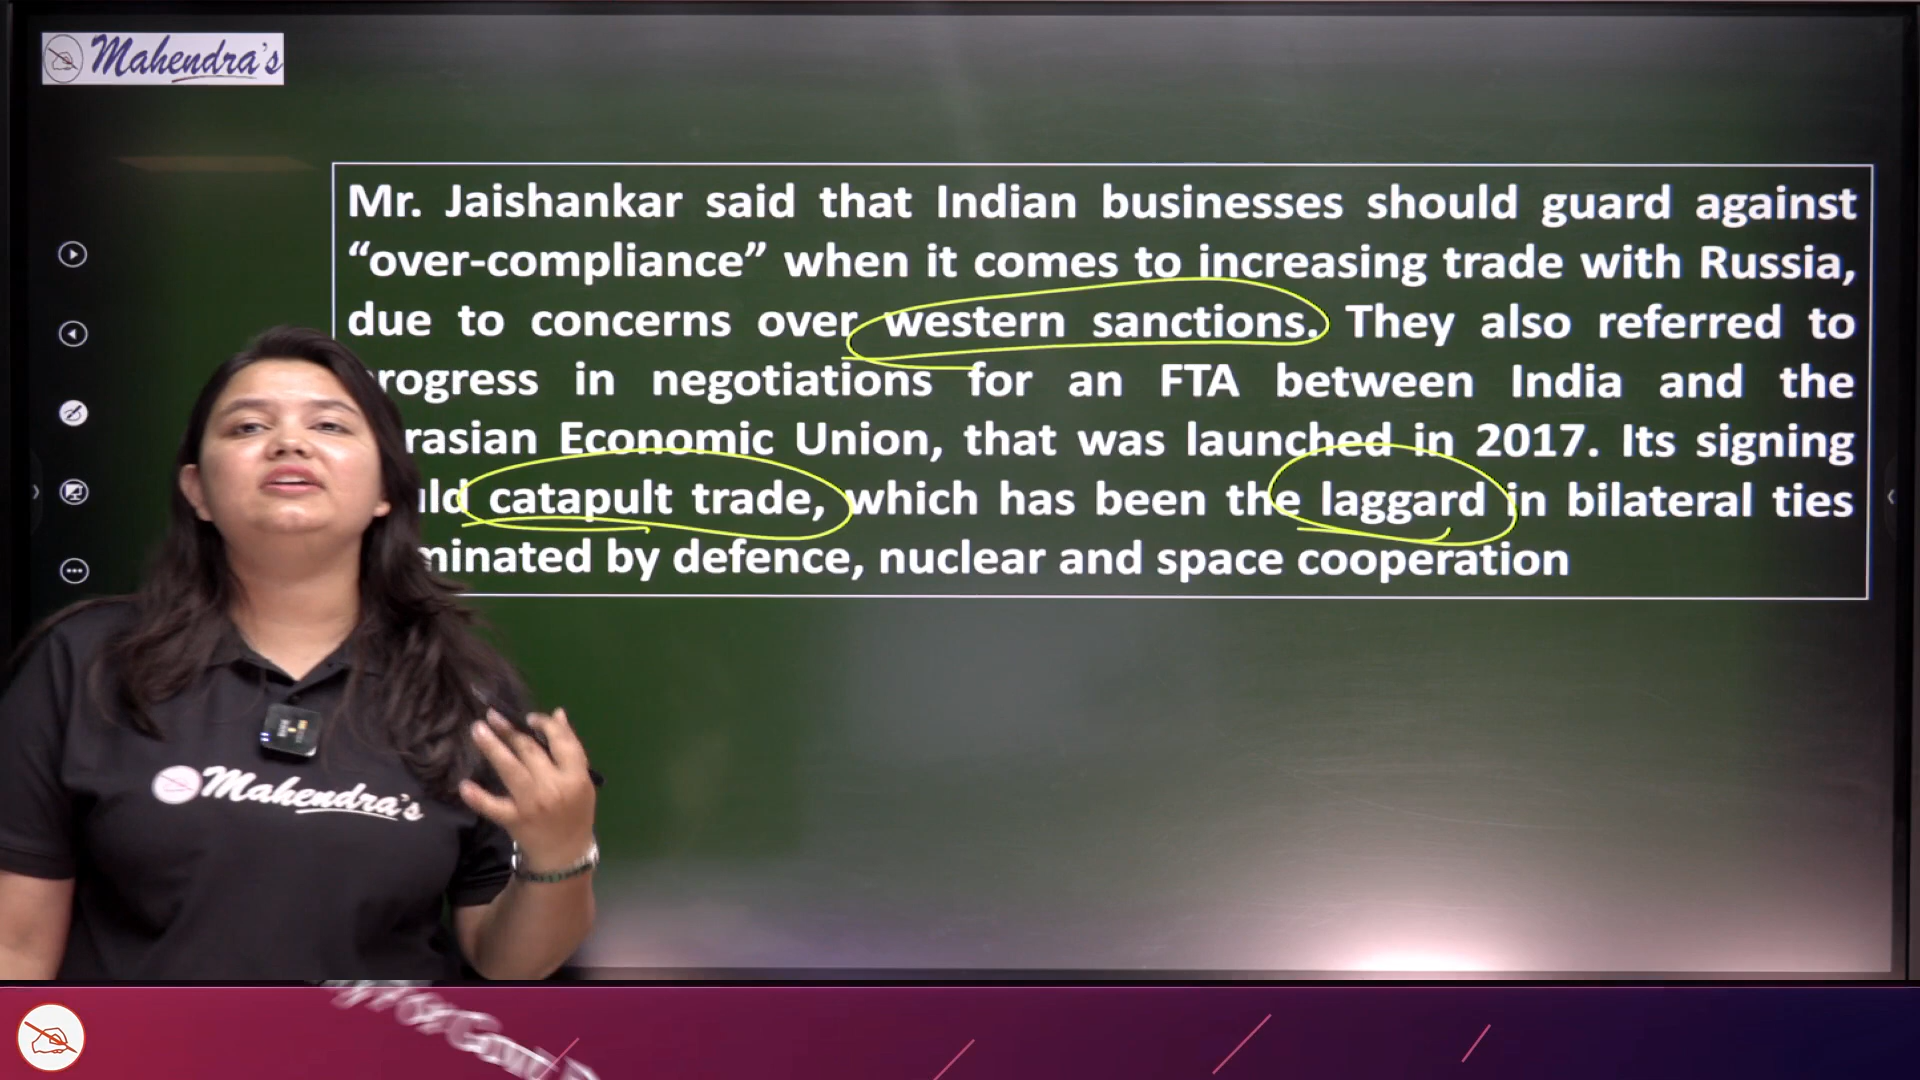 Mahendra's
Mr. Jaishankar said that Indian businesses should guard against
“over-compliance” when it comes to increasing trade with Russia,
due to concerns over western sanctions. They also referred to
rogress in negotiations for an FTA between India and the
rasian Economic Union, that was launched in 2017. Its signing
uld catapult trade, which has been the laggard in bilateral ties
minated by defence, nuclear and space cooperation
Mahendra's